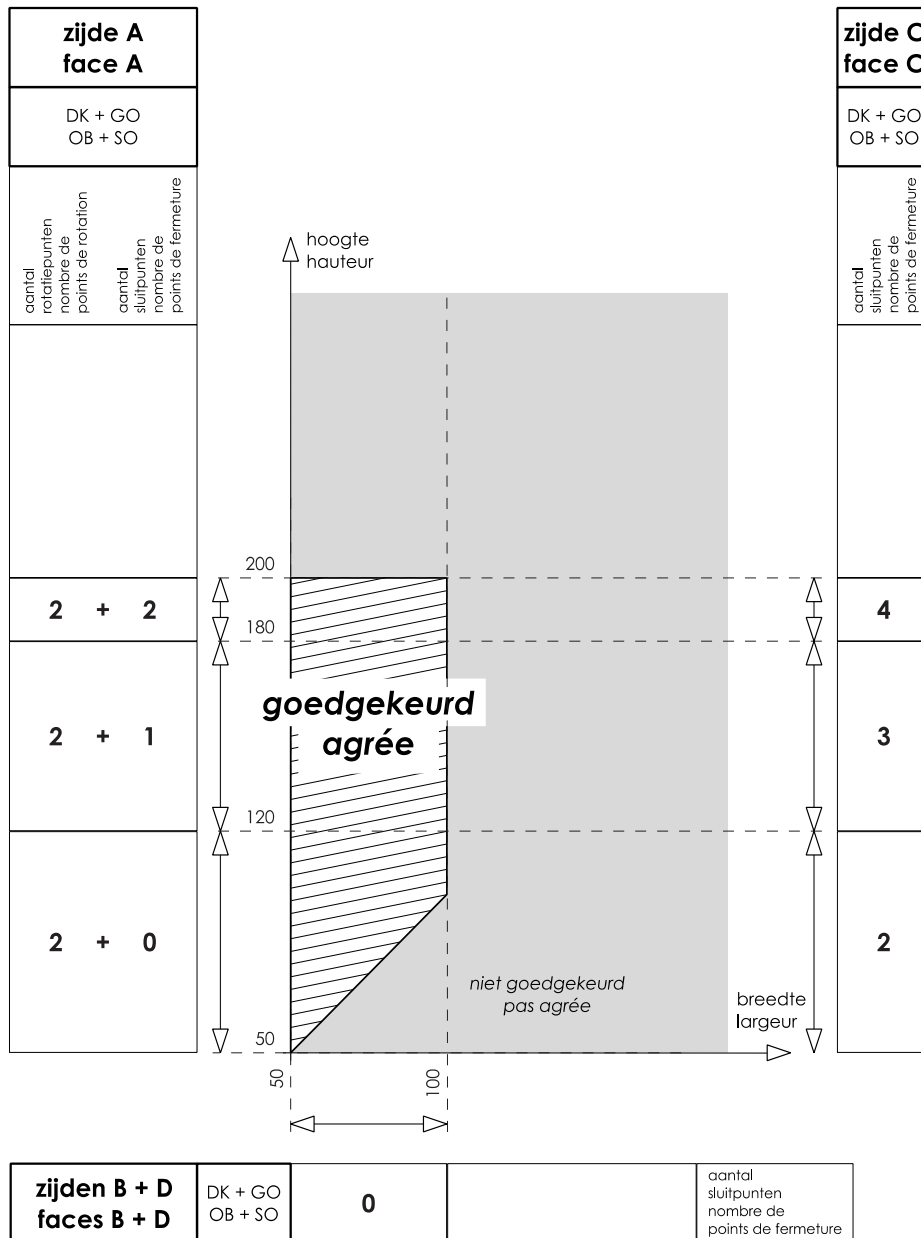 zijde A
face A
DK + GO
OB + SO
aantal
rotatiepunten
nombre de
points de rotation
aantal
sluitpunten
nombre de
points de fermeture
zijde C
face C
DK + GO
OB + SO
aantal
sluitpunten
nombre de
points de fermeture
hoogte
hauteur
200
2 + 2
4
180
goedgekeurd
agrée
2 + 1
3
120
2 + 0
2
niet goedgekeurd
pas agrée
breedte
largeur
50
50
100
zijden B + D
faces B + D
DK + GO
OB + SO
0
aantal
sluitpunten
nombre de
points de fermeture